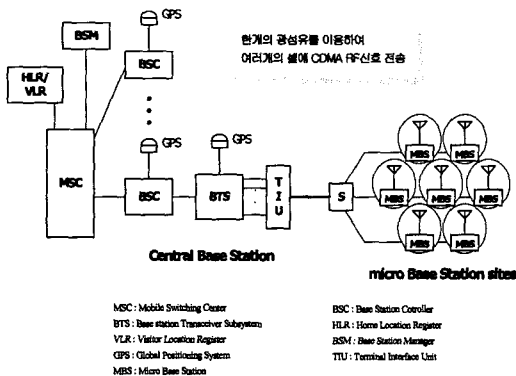 GPS
BSM
한개의 광섬유를 이용하여
여러개의 셀에 CDMA RF신호 전송
BSC
HLR/
VLR
GPS
GPS
MSC
BSC
BTS
T
I
U
S
MBS
MBS
MBS
MBS
MBS
MBS
MBS
Central Base Station
micro Base Station sites
MSC : Mobile Switching Center
BTS : Base station Transceiver Subsystem
VLR : Visitor Location Register
GPS : Global Positioning System
MBS : Micro Base Station
BSC : Base Station Cotroller
HLR : Home Location Register
BSM : Base Station Manager
TIU : Terminal Interface Unit